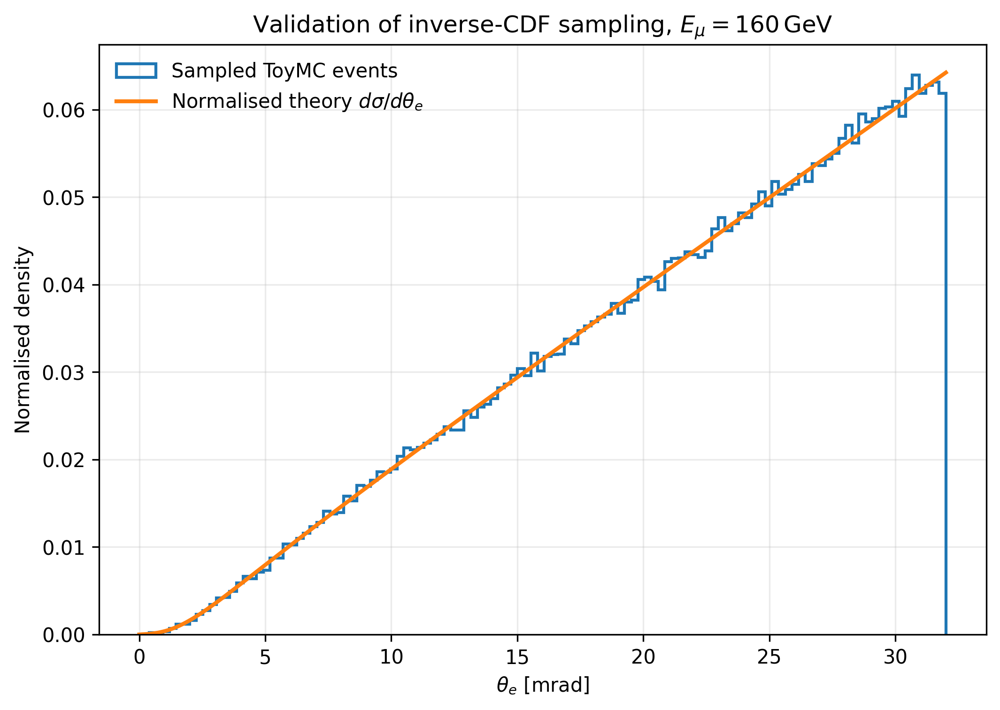 Validation of inverse-CDF sampling, $E_\mu = 160\,\mathrm{GeV}$
Sampled ToyMC events
Normalised theory $d\sigma/d\theta_e$
Normalised density
0.06
0.05
0.04
0.03
0.02
0.01
0.00
0 5 10 15 20 25 30
$\theta_e$ [mrad]